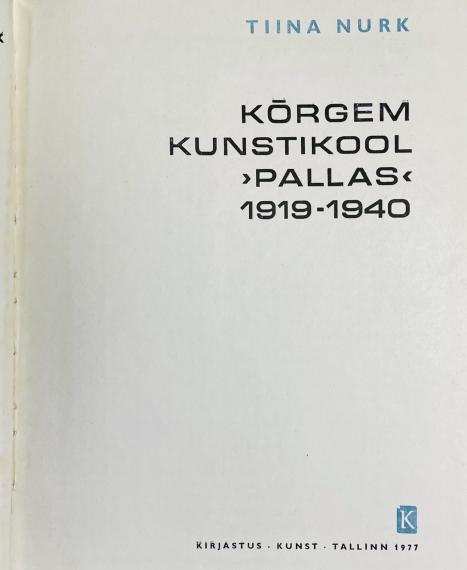 TIINA NURK
KÕRGEM
KUNSTIKOOL
›PALLAS‹
1919-1940
K
KIRJASTUS · KUNST · TALLINN 1977